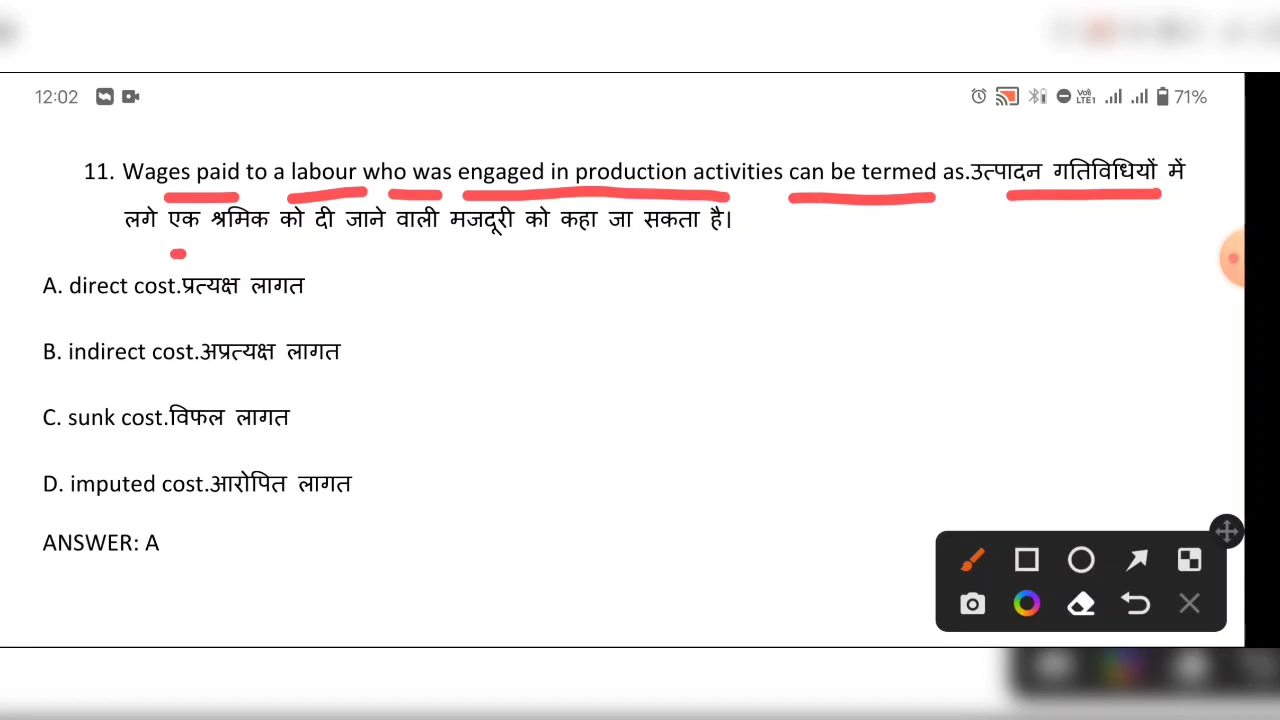 12:02 Vo) LTE1 71%
11. Wages paid to a labour who was engaged in production activities can be termed as.उत्पादन गतिविधियों में
लगे एक श्रमिक को दी जाने वाली मजदूरी को कहा जा सकता है।
A. direct cost.प्रत्यक्ष लागत
B. indirect cost.अप्रत्यक्ष लागत
C. sunk cost.विफल लागत
D. imputed cost.आरोपित लागत
ANSWER: A